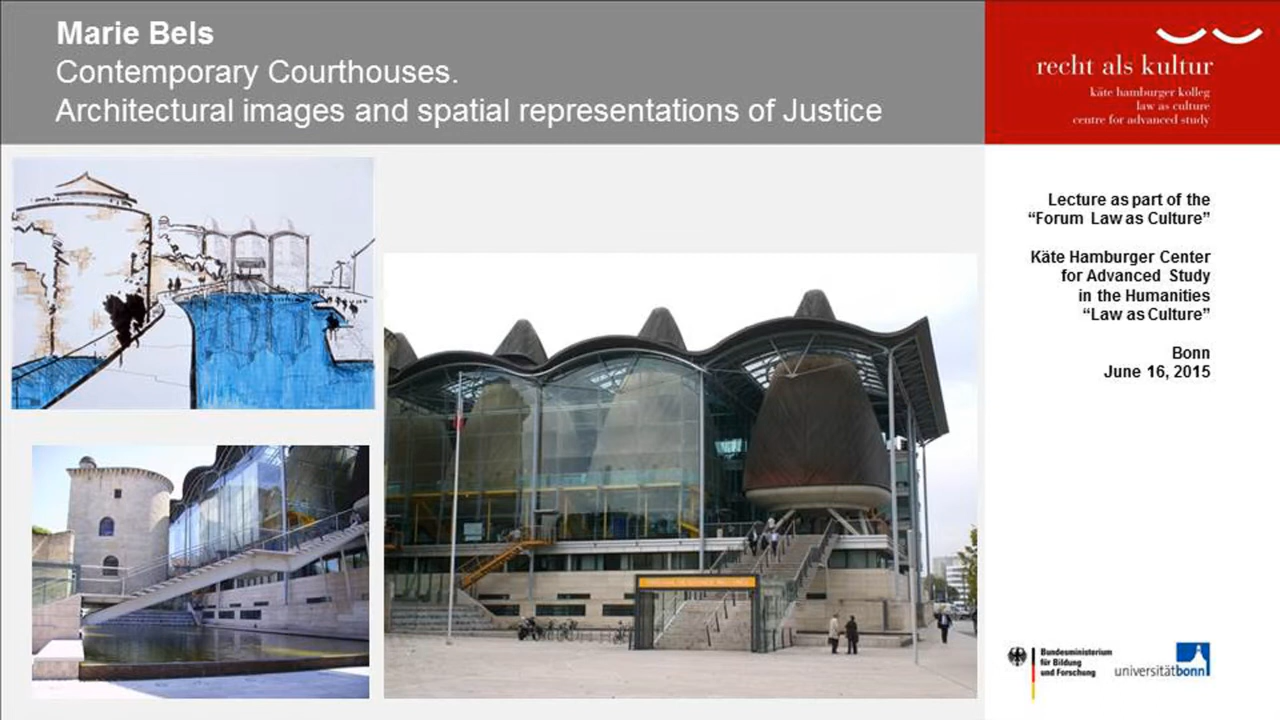 Marie Bels
Contemporary Courthouses.
Architectural images and spatial representations of Justice
recht als kultur
käte hamburger kolleg
law as culture
centre for advanced study
Lecture as part of the
“Forum Law as Culture”
Käte Hamburger Center
for Advanced Study
in the Humanities
“Law as Culture”
Bonn
June 16, 2015
Bundesministerium
für Bildung
und Forschung
universitätbonn